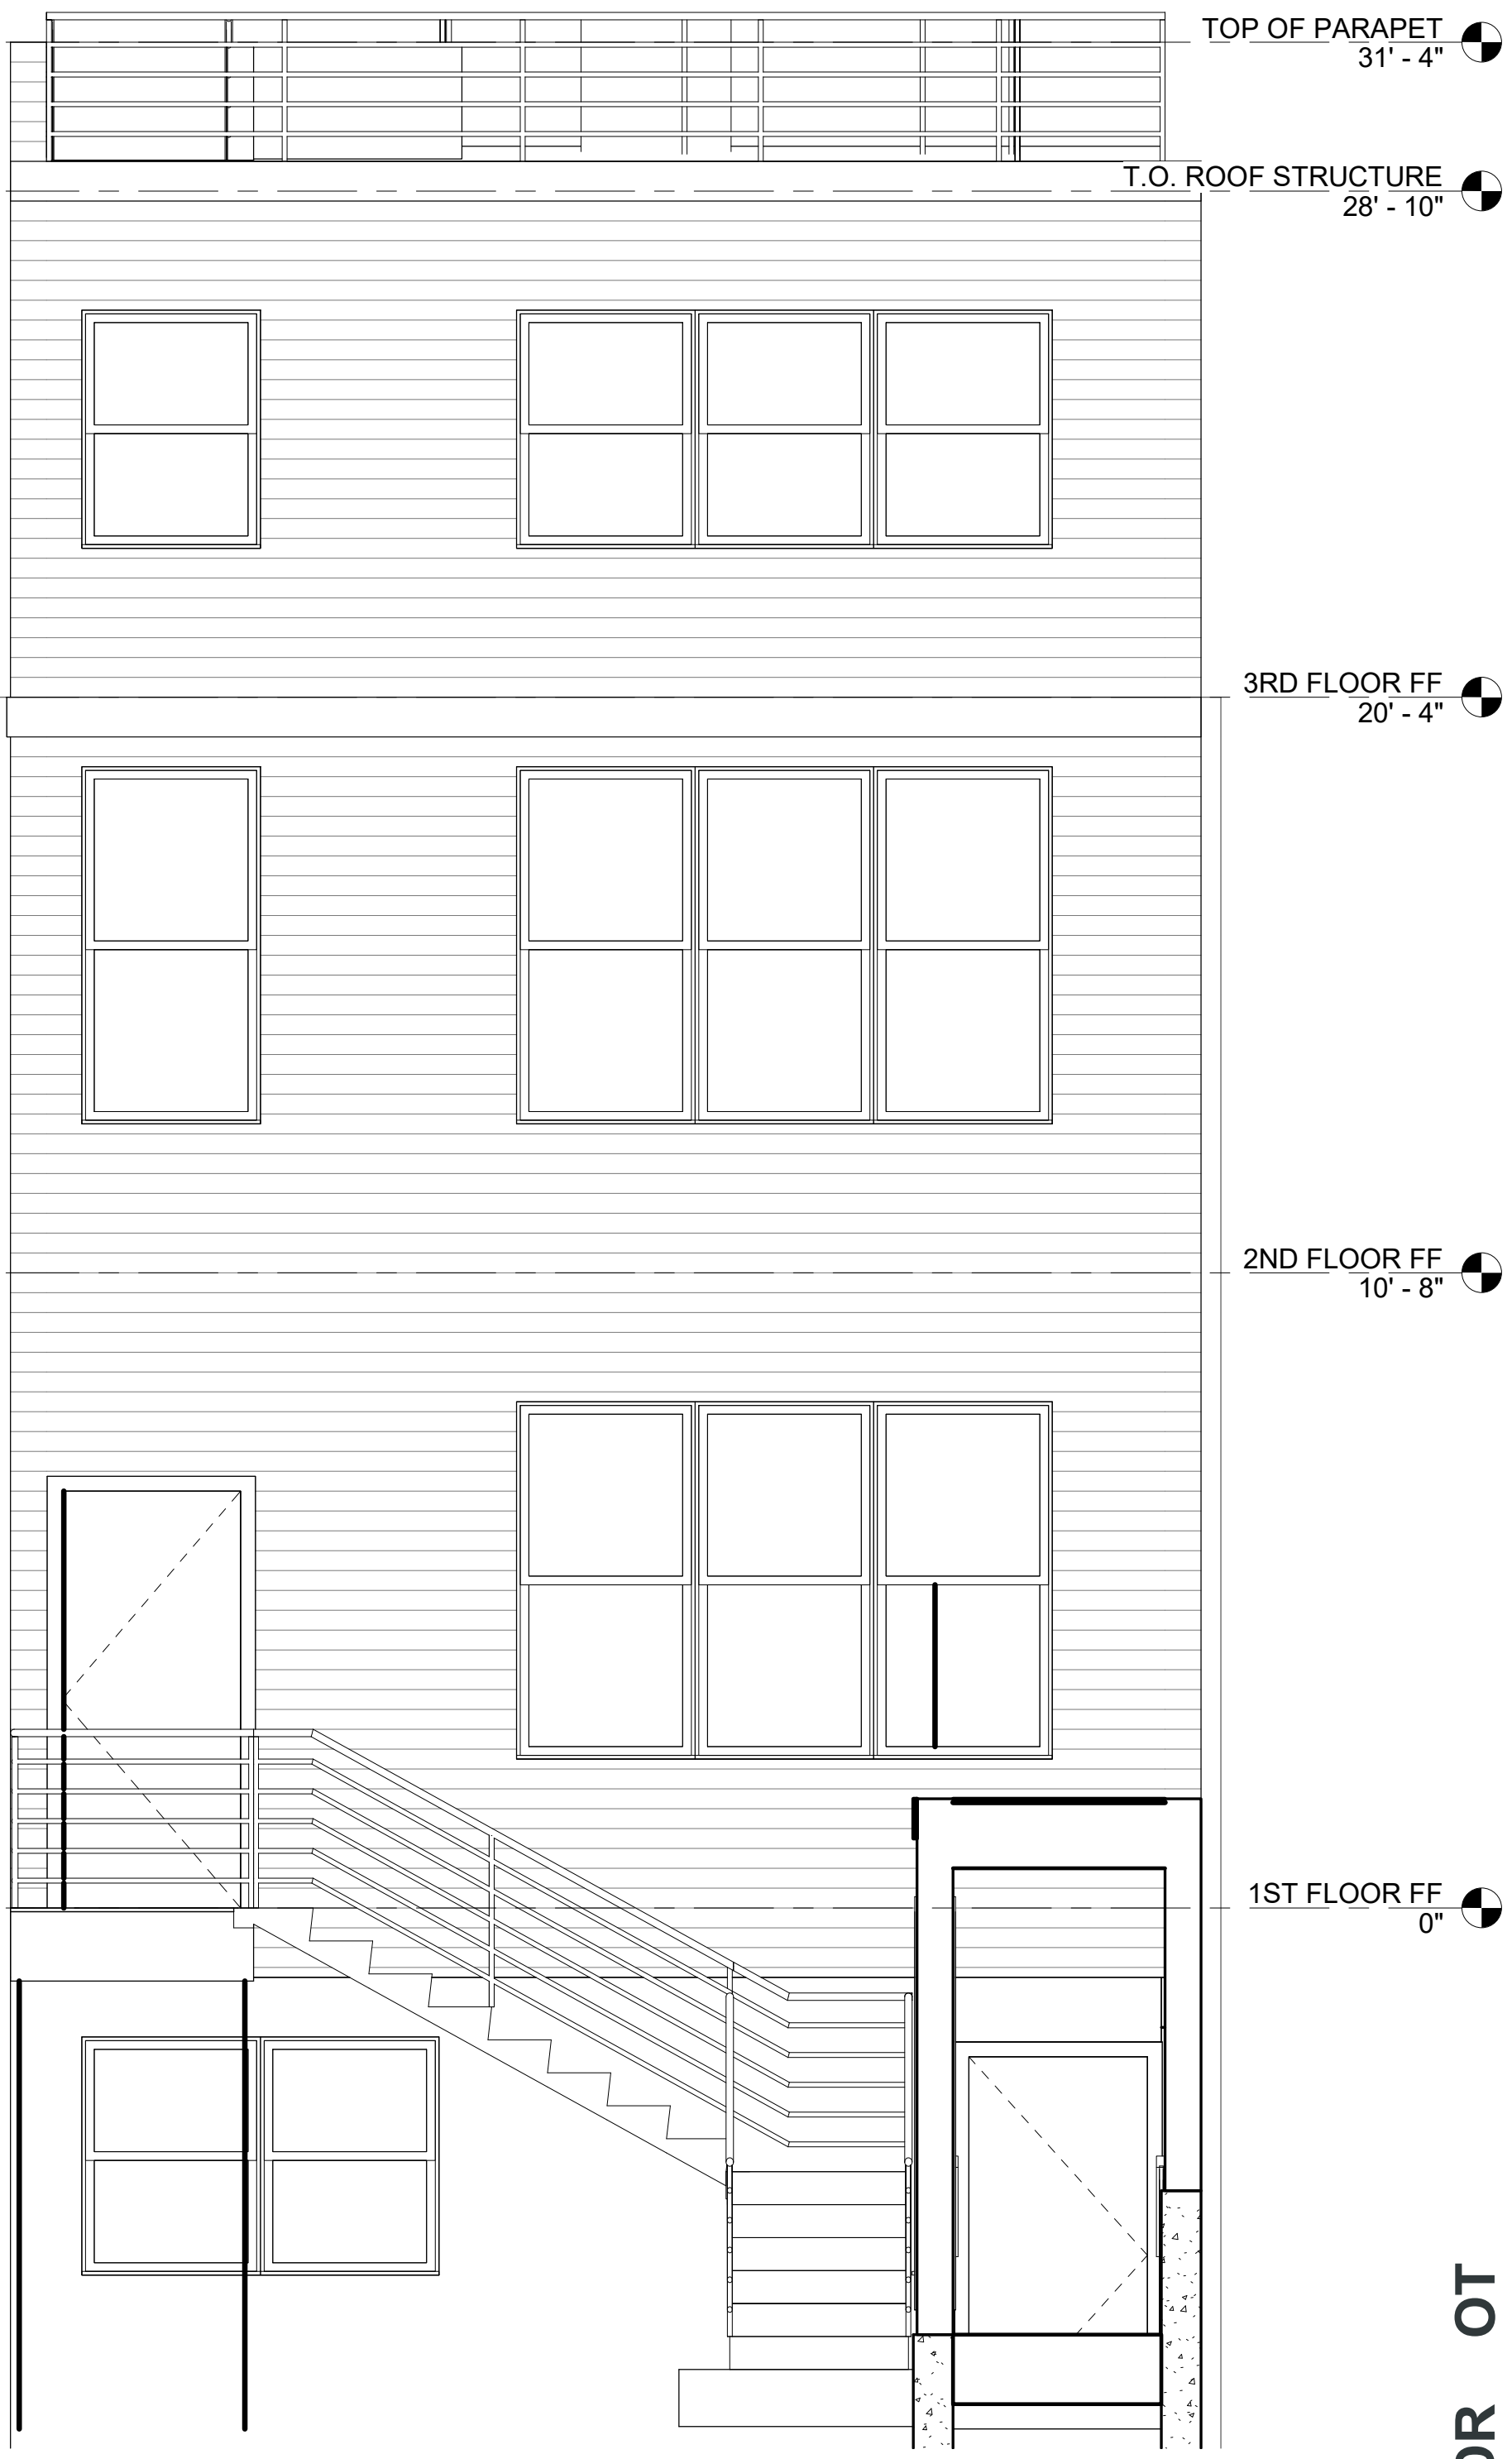 TOP OF PARAPET
31' - 4"
T.O. ROOF STRUCTURE
28' - 10"
3RD FLOOR FF
20' - 4"
2ND FLOOR FF
10' - 8"
1ST FLOOR FF
0"
OT